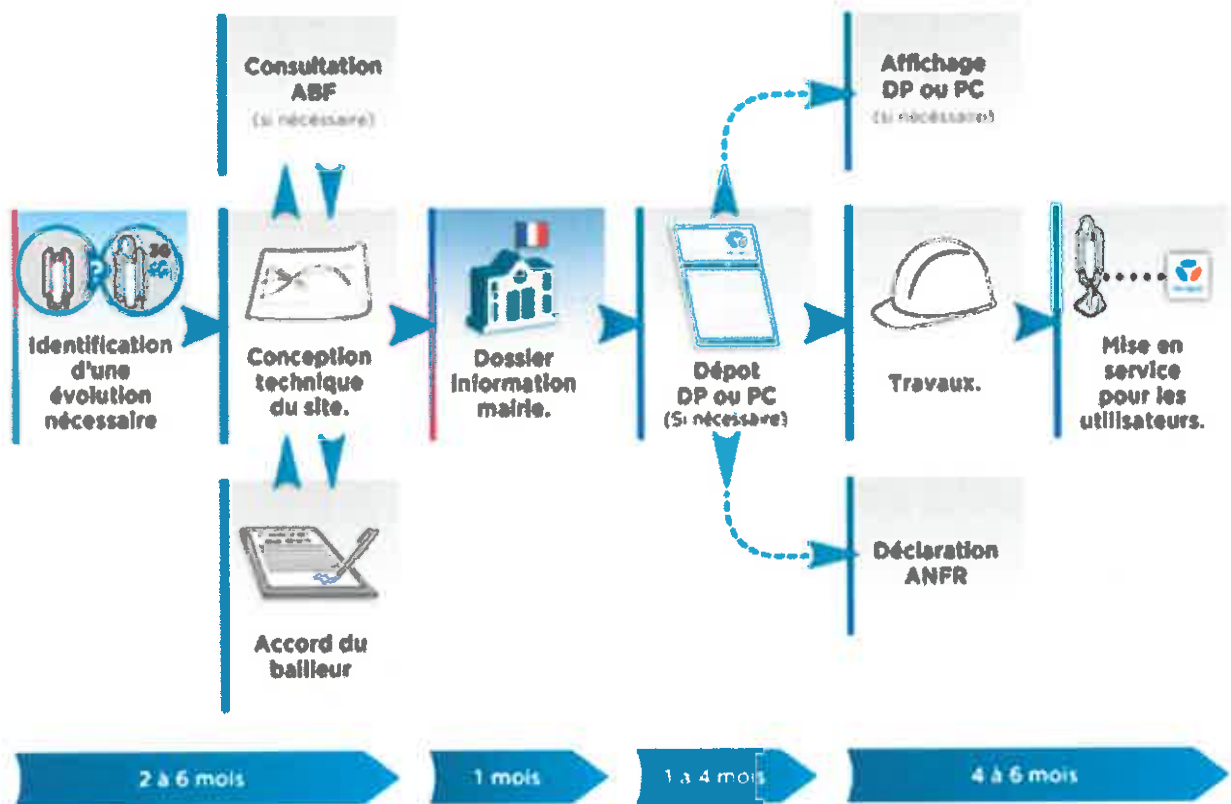 Consultation
ABF
(si nécessaire)
Affichage
DP ou PC
(si nécessaire)
3G
4G
Identification
d'une
évolution
nécessaire
Conception
technique
du site.
Dossier
information
mairie.
Dépot
DP ou PC
(Si nécessaire)
Travaux.
Mise en
service
pour les
utilisateurs.
Accord du
bailleur
Déclaration
ANFR
2 à 6 mois
1 mois
1 à 4 mois
4 à 6 mois